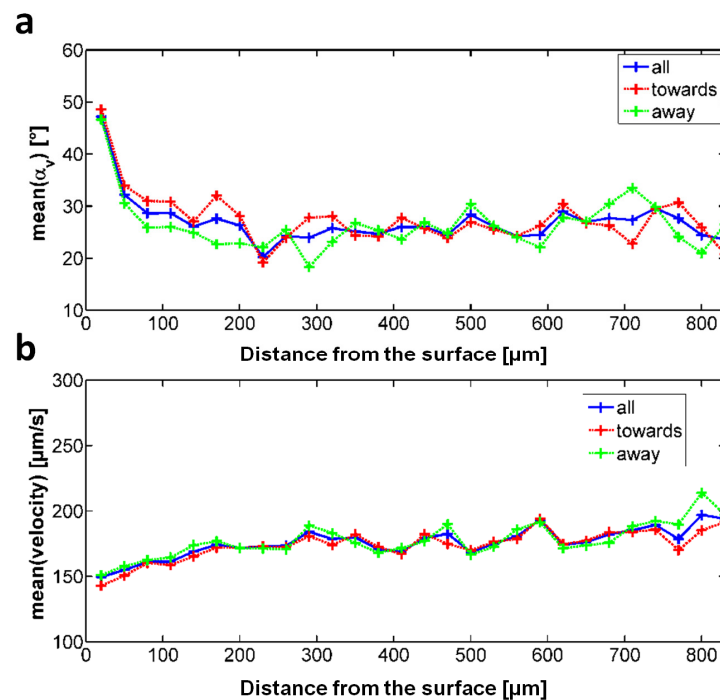 a
60
50
40
30
20
10
mean(αv) [°]
all
towards
away
0 100 200 300 400 500 600 700 800
Distance from the surface [μm]
b
300
250
200
150
100
mean(velocity) [μm/s]
all
towards
away
0 100 200 300 400 500 600 700 800
Distance from the surface [μm]